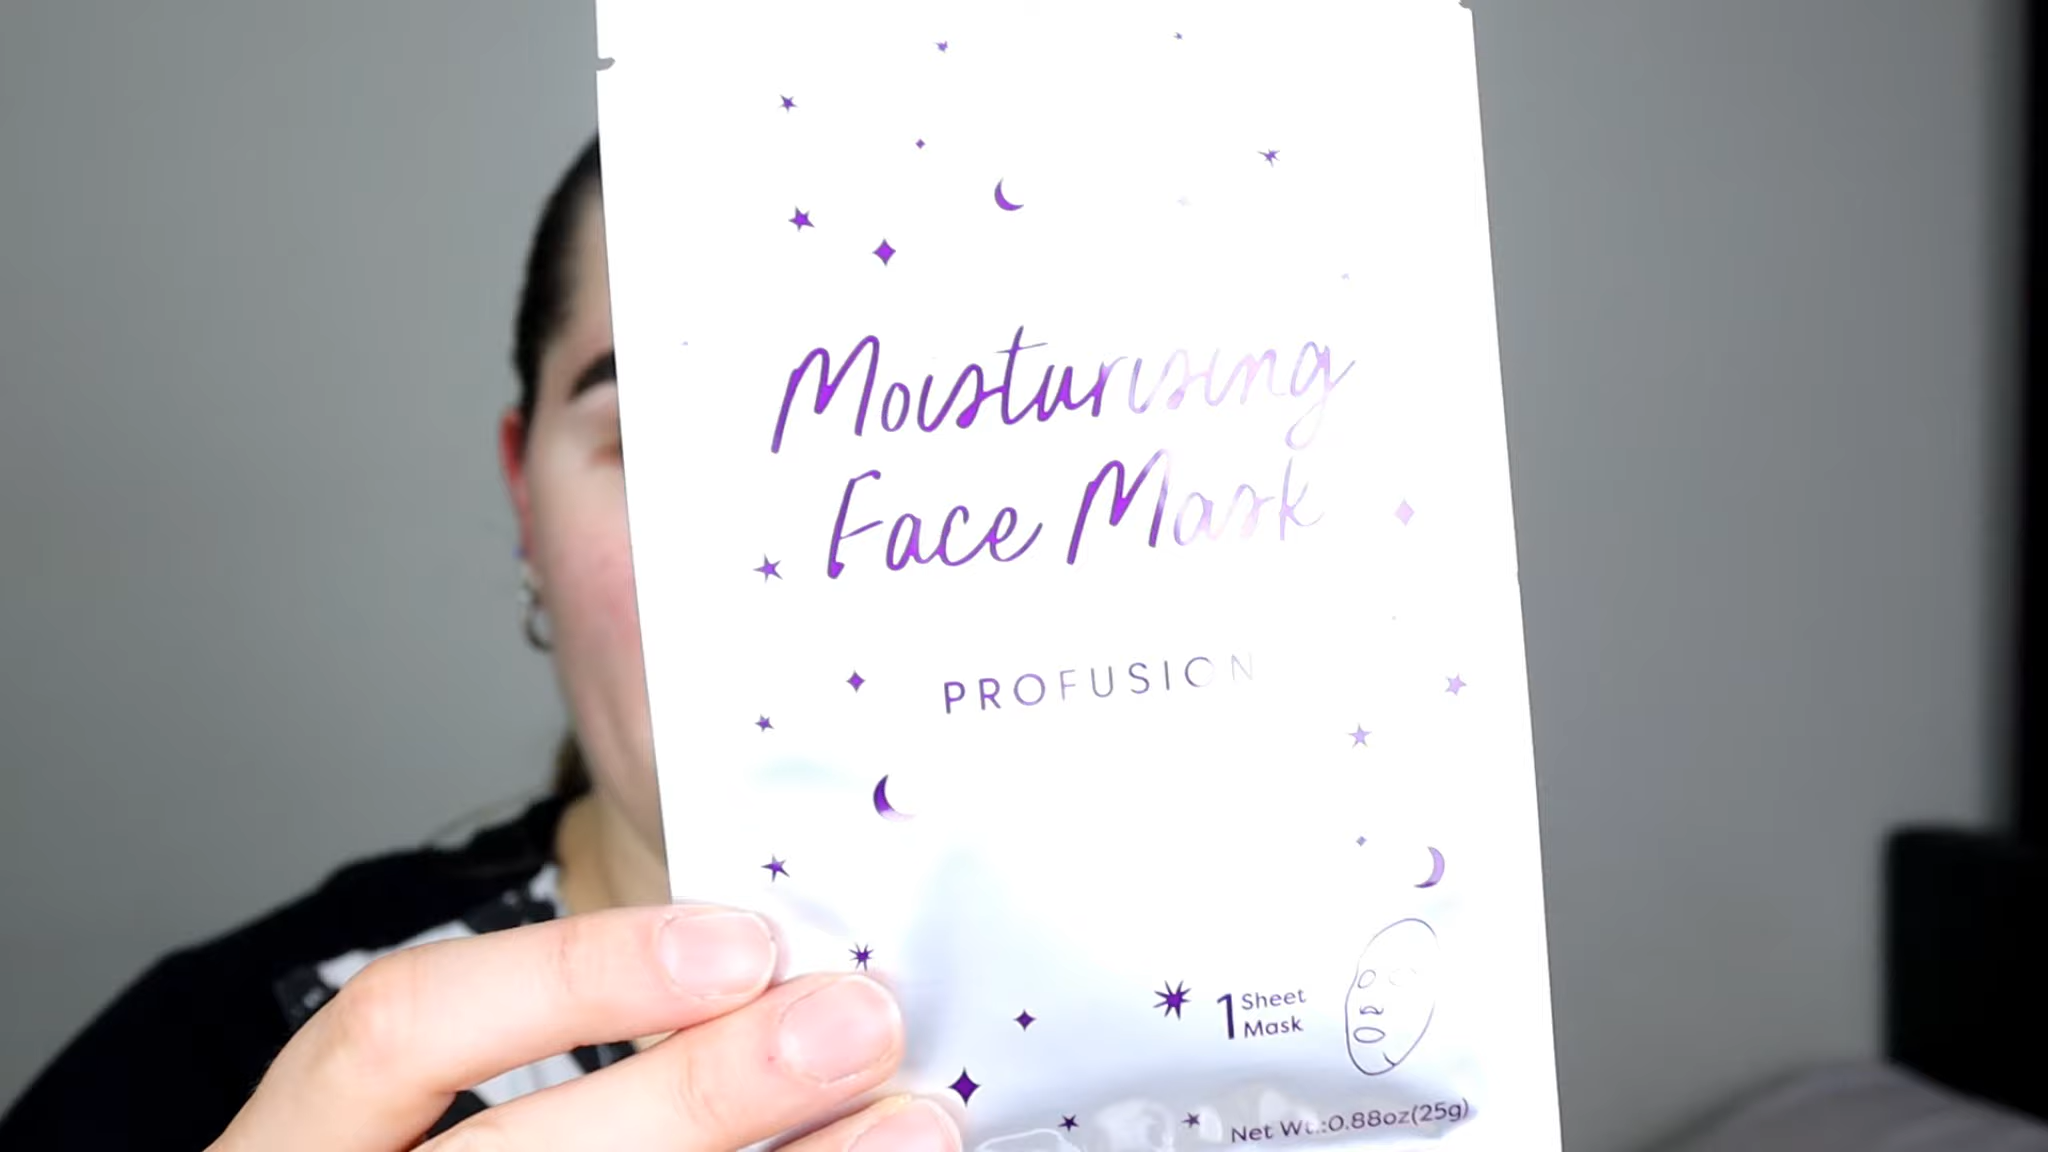 Moisturising
Face Mask
PROFUSION
1 Sheet
Mask
Net Wt.:0.88oz(25g)